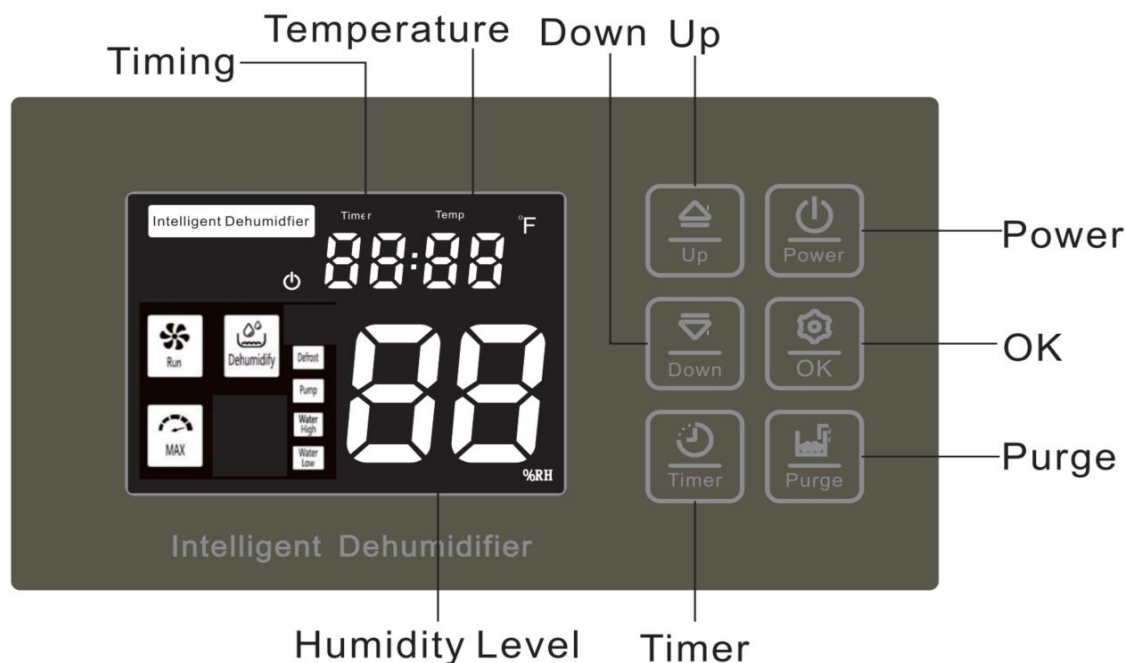 Temperature
Down Up
Timing
Intelligent Dehumidfier
Timer
Temp
°F
88:88
Run
Dehumidify
Defrost
Pump
MAX
Water
High
Water
Low
88
%RH
Intelligent Dehumidifier
Up
Power
Down
OK
Timer
Purge
Power
OK
Purge
Humidity Level
Timer